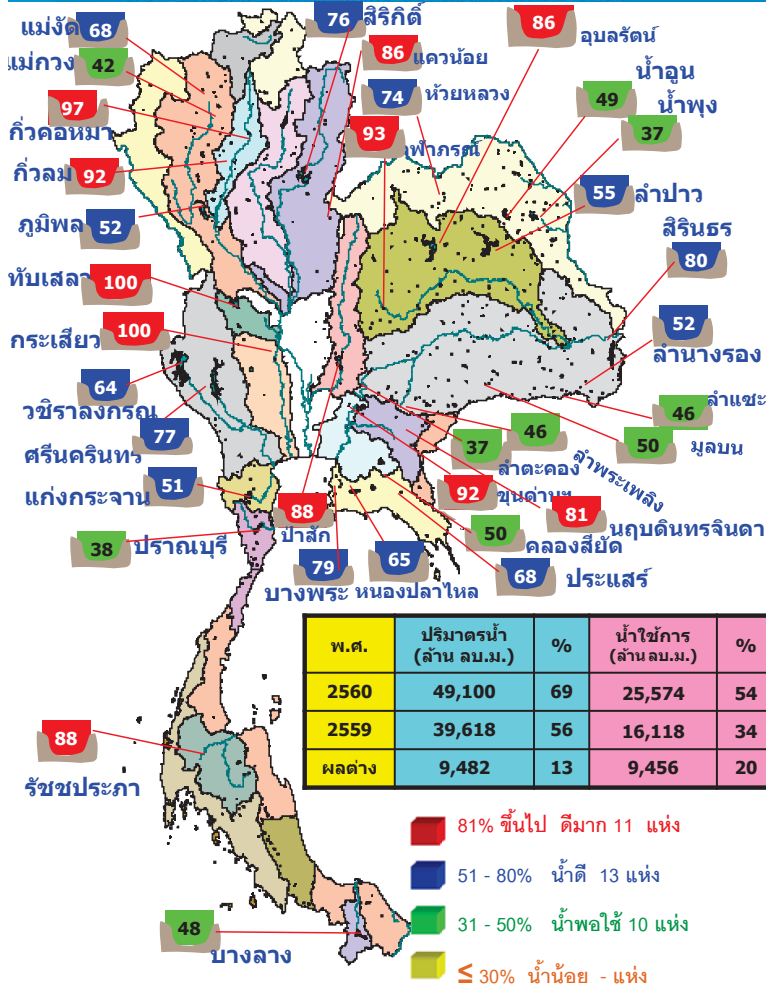 แม่งัด 68
แม่กวง 42
97
กิ่วคอหมา
กิ่วลม 92
ภูมิพล 52
ทับเสลา 100
กระเสียว 100
64
วชิราลงกรณ
77
ศรีนครินทร์
แก่งกระจาน 51
38 ปราณบุรี
76 สิริกิติ์
86 แควน้อย
74 ห้วยหลวง
93 จุฬาภรณ์
86 อุบลรัตน์
น้ำอูน
49 น้ำพุง
37
55 ลำปาว
สิรินธร
80
52
ลำนางรอง
46 ลำแชะ
50 มูลบน
37 46
ลำตะคอง ลำพระเพลิง
92 ขุนด่านฯ
81
นฤบดินทรจินดา
88
ป่าสัก
50
คลองสียัด
79 65
บางพระ หนองปลาไหล
68 ประแสร์
พ.ศ. ปริมาตรน้ำ (ล้าน ลบ.ม.) % น้ำใช้การ (ล้าน ลบ.ม.) %
2560 49,100 69 25,574 54
2559 39,618 56 16,118 34
ผลต่าง 9,482 13 9,456 20
88
รัชชประภา
48
บางลาง
81% ขึ้นไป ดีมาก 11 แห่ง
51 - 80% น้ำดี 13 แห่ง
31 - 50% น้ำพอใช้ 10 แห่ง
≤ 30% น้ำน้อย - แห่ง